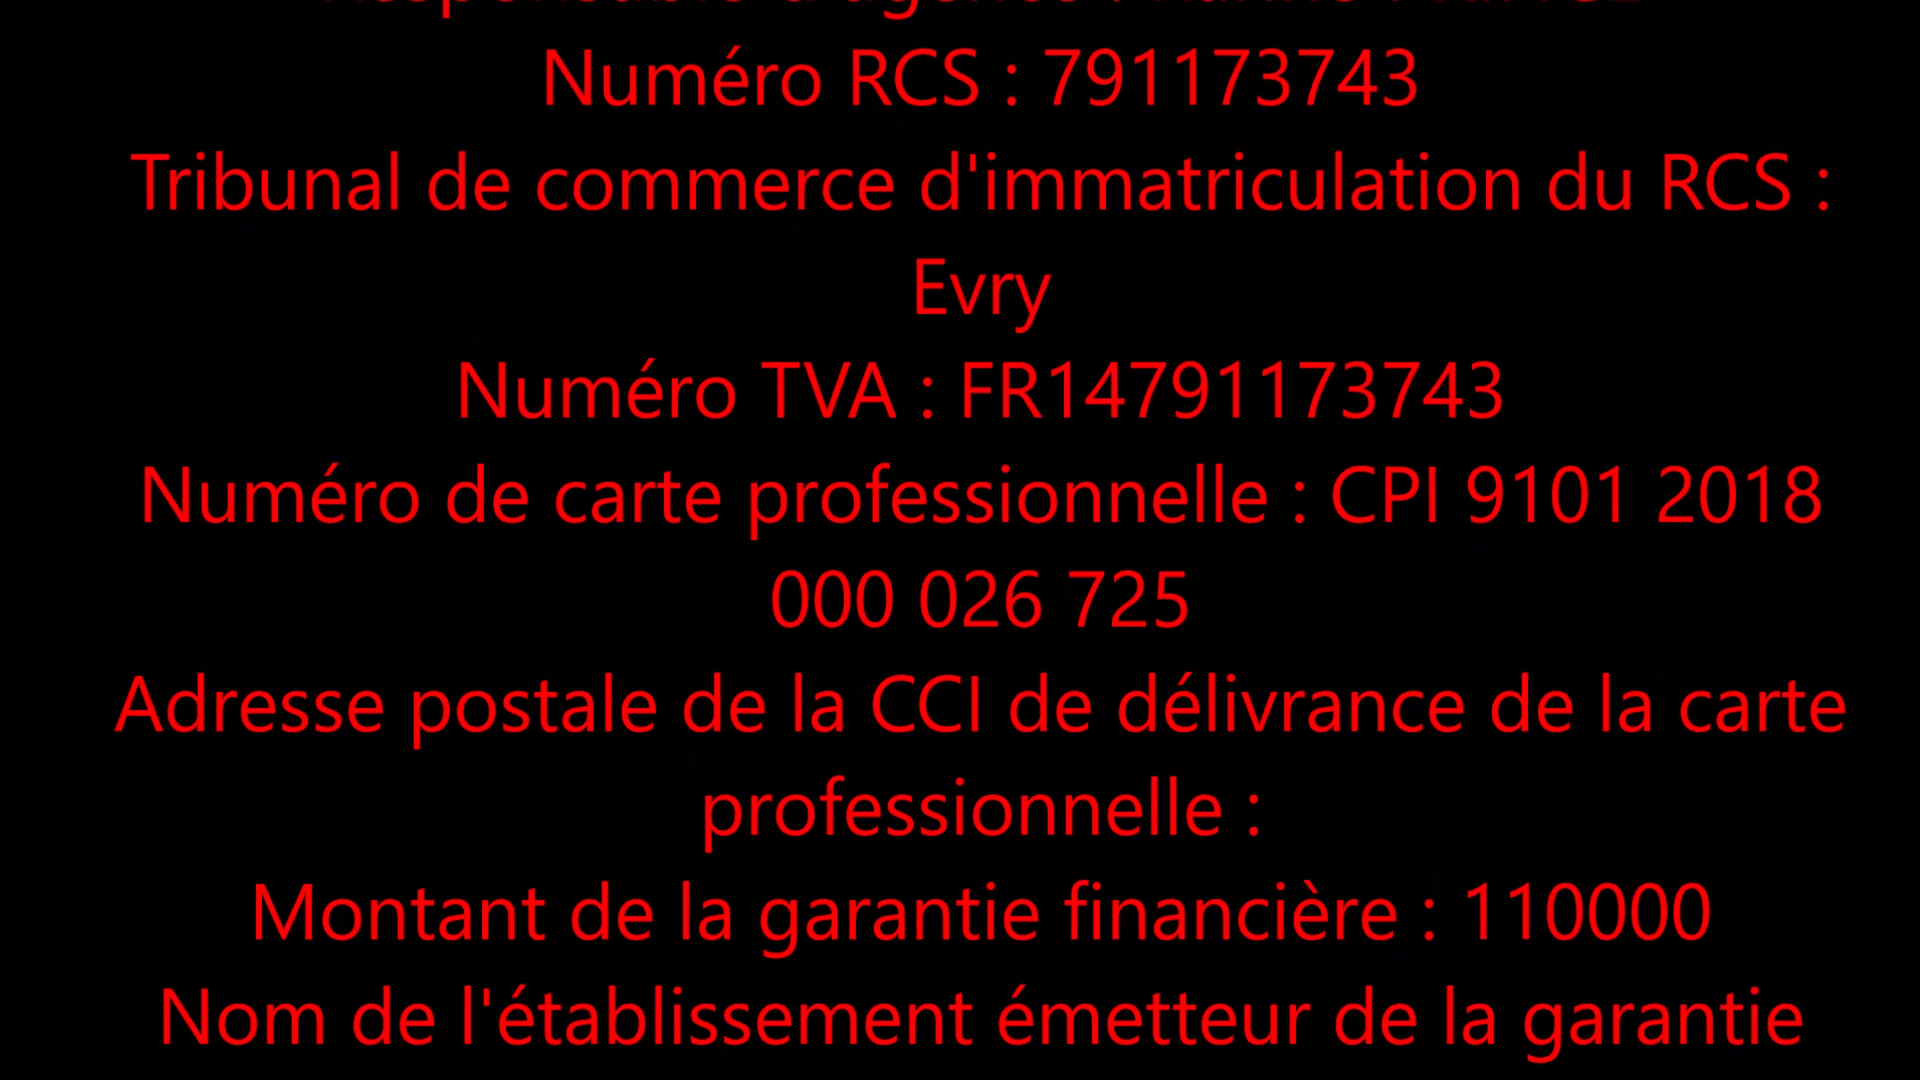 Responsable d'agence :
Numéro RCS : 791173743
Tribunal de commerce d'immatriculation du RCS :
Evry
Numéro TVA : FR14791173743
Numéro de carte professionnelle : CPI 9101 2018
000 026 725
Adresse postale de la CCI de délivrance de la carte
professionnelle :
Montant de la garantie financière : 110000
Nom de l'établissement émetteur de la garantie